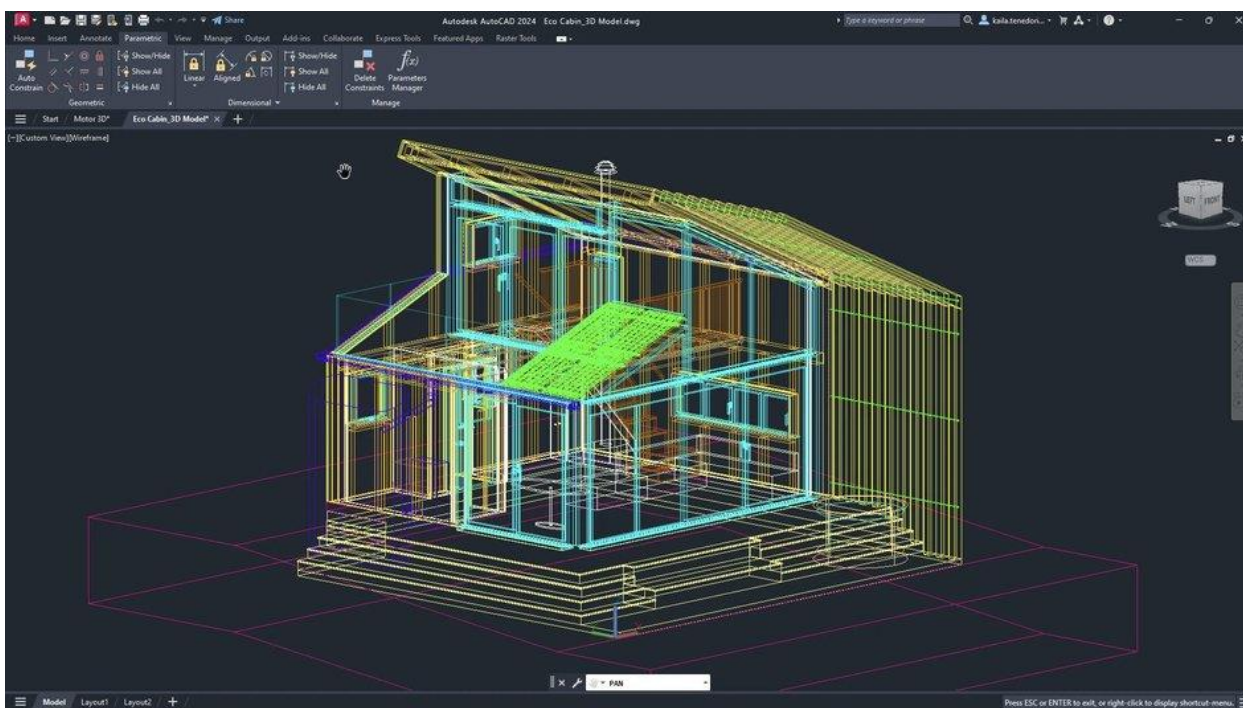 A Share Autodesk AutoCAD 2024 Eco Cabin_3D Model.dwg Type a keyword or phrase kaila.tenedori...
Home Insert Annotate Parametric View Manage Output Add-ins Collaborate Express Tools Featured Apps Raster Tools
Auto Constrain
Show/Hide
Show All
Hide All
Linear
Aligned
Show/Hide
Show All
Hide All
Delete Constraints
f(x)
Parameters Manager
Geometric Dimensional Manage
Start Motor 3D* Eco Cabin_3D Model*
[-][Custom View][Wireframe]
LEFT FRONT
WCS
PAN
Model Layout1 Layout2 Press ESC or ENTER to exit, or right-click to display shortcut-menu.